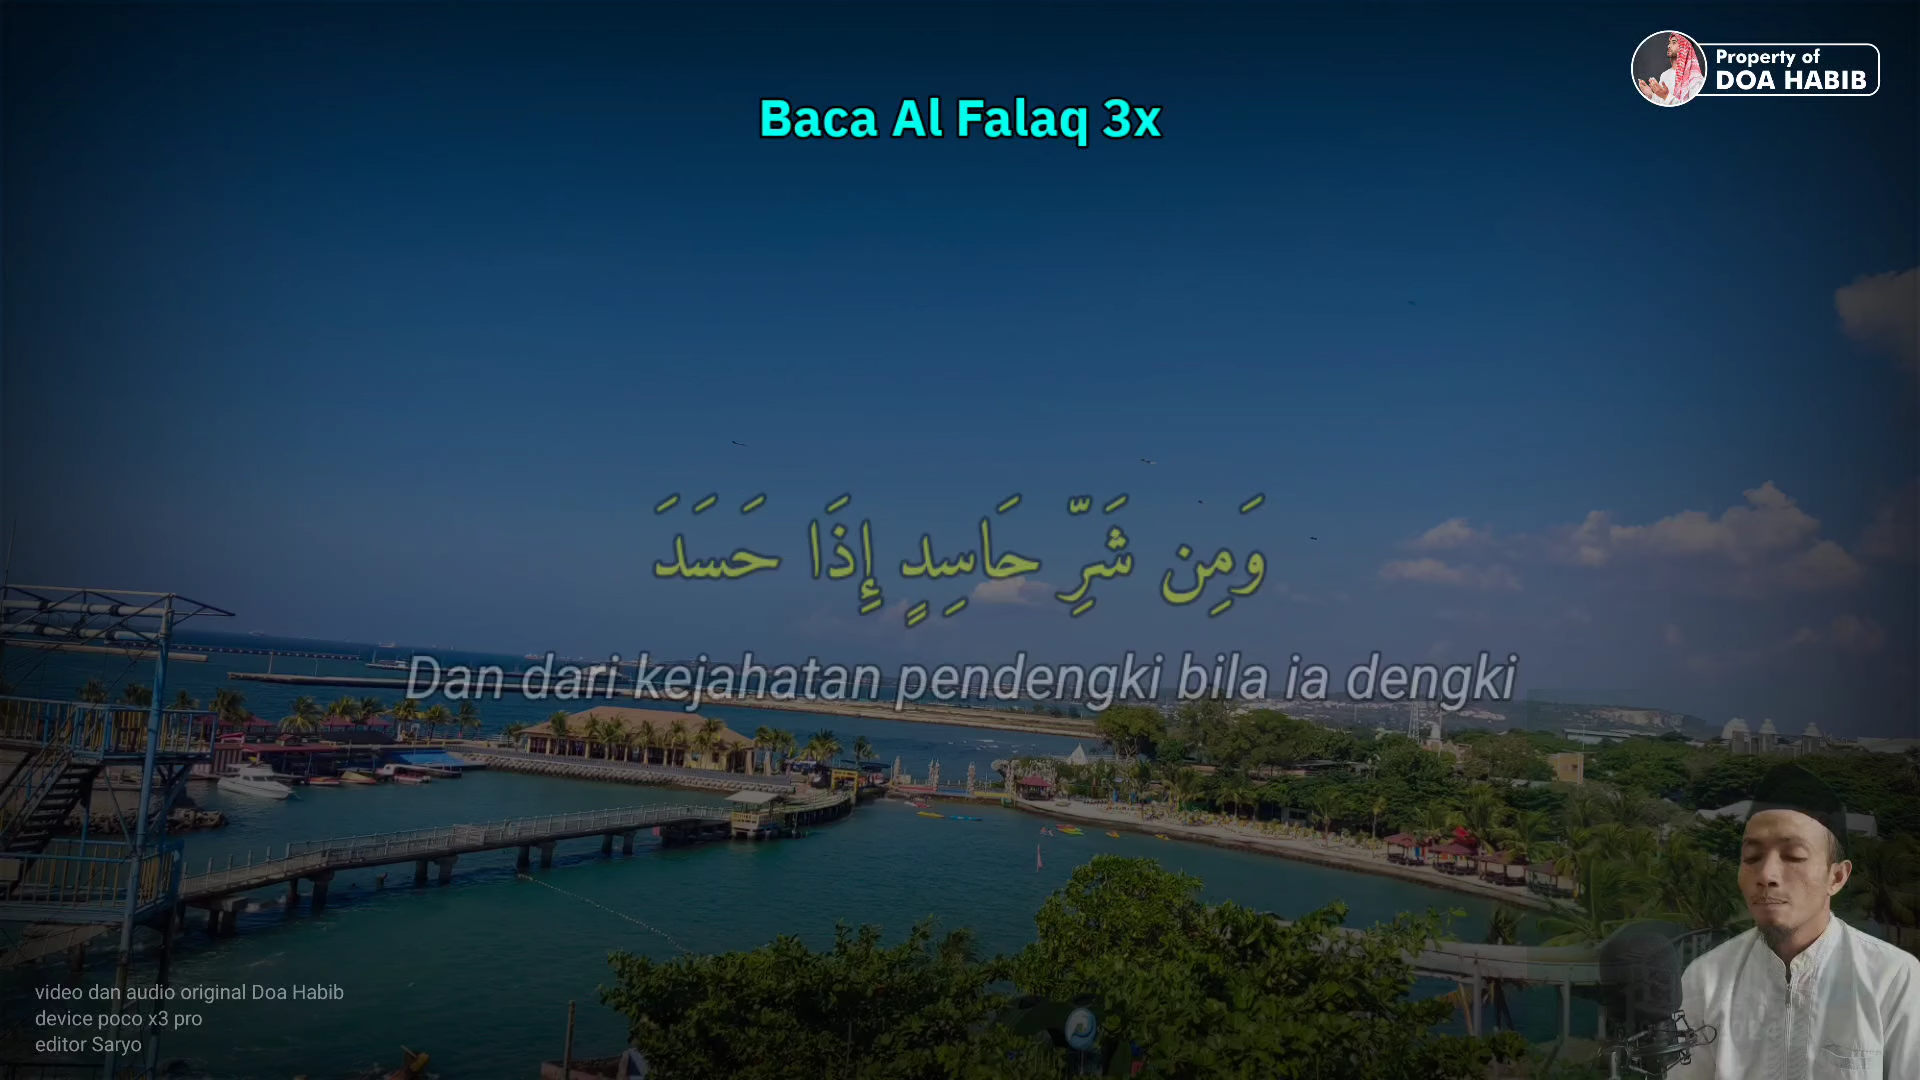 Property of
DOA HABIB
Baca Al Falaq 3x
وَمِن شَرِّ حَاسِدٍ إِذَا حَسَدَ
Dan dari kejahatan pendengki bila ia dengki
video dan audio original Doa Habib
device poco x3 pro
editor Saryo